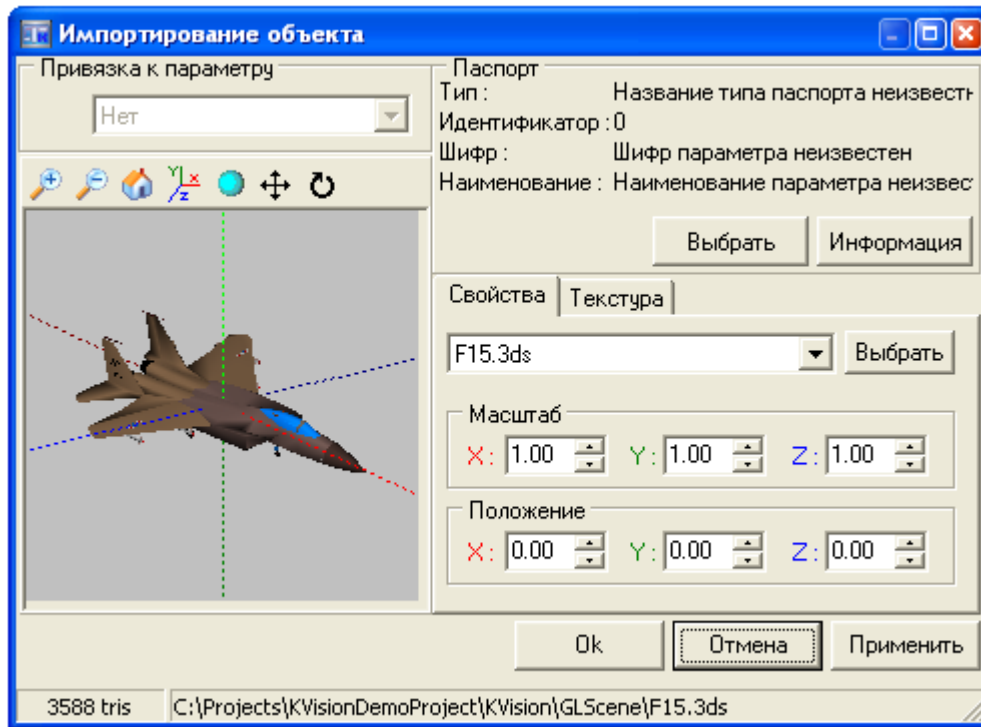 Импортирование объекта
Привязка к параметру
Нет
Паспорт
Тип : Название типа паспорта неизвестн
Идентификатор : 0
Шифр : Шифр параметра неизвестен
Наименование : Наименование параметра неизвес
Выбрать Информация
Y X Z
Свойства Текстура
F15.3ds Выбрать
Масштаб
X: 1.00 Y: 1.00 Z: 1.00
Положение
X: 0.00 Y: 0.00 Z: 0.00
Ok Отмена Применить
3588 tris C:\Projects\KVisionDemoProject\KVision\GLScene\F15.3ds